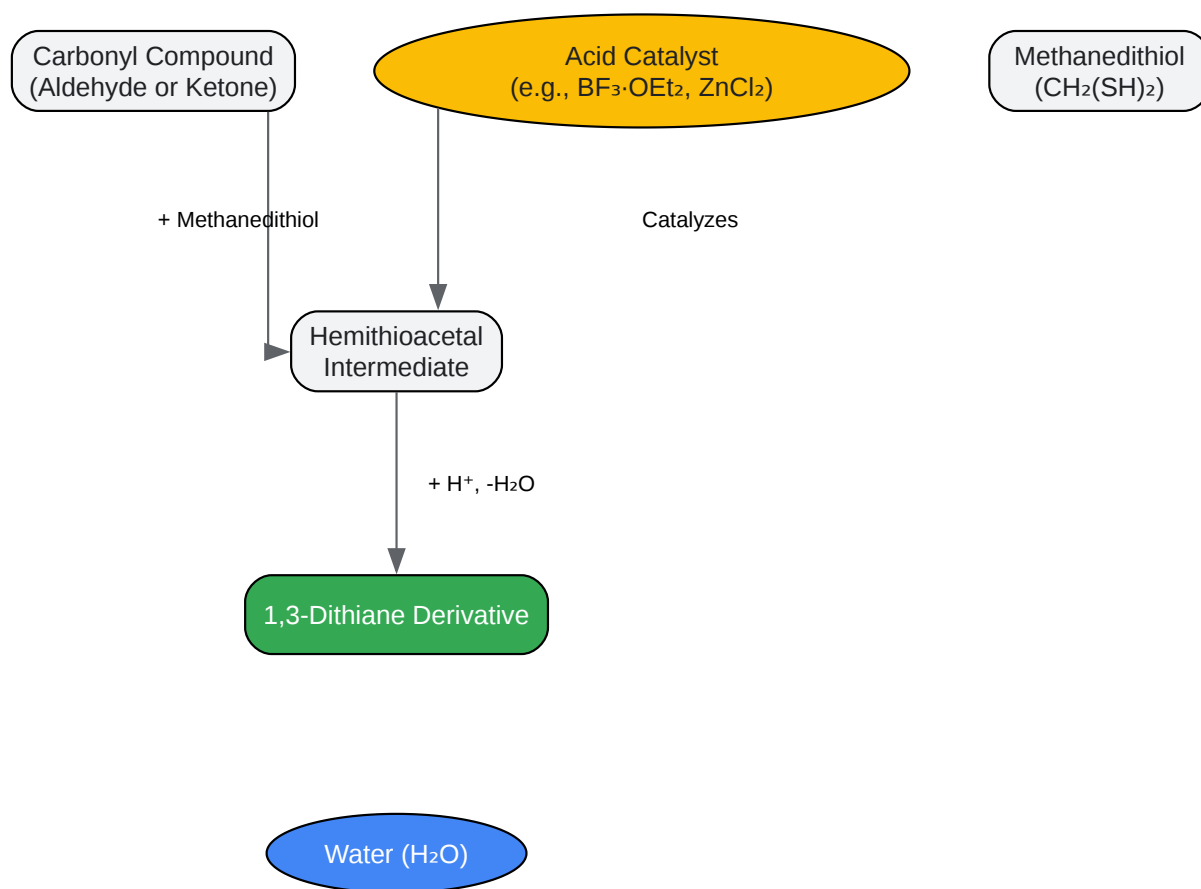 Carbonyl Compound
(Aldehyde or Ketone)
Acid Catalyst
(e.g., BF₃·OEt₂, ZnCl₂)
Methanedithiol
(CH₂(SH)₂)
+ Methanedithiol
Catalyzes
Hemithioacetal
Intermediate
+ H⁺, -H₂O
1,3-Dithiane Derivative
Water (H₂O)